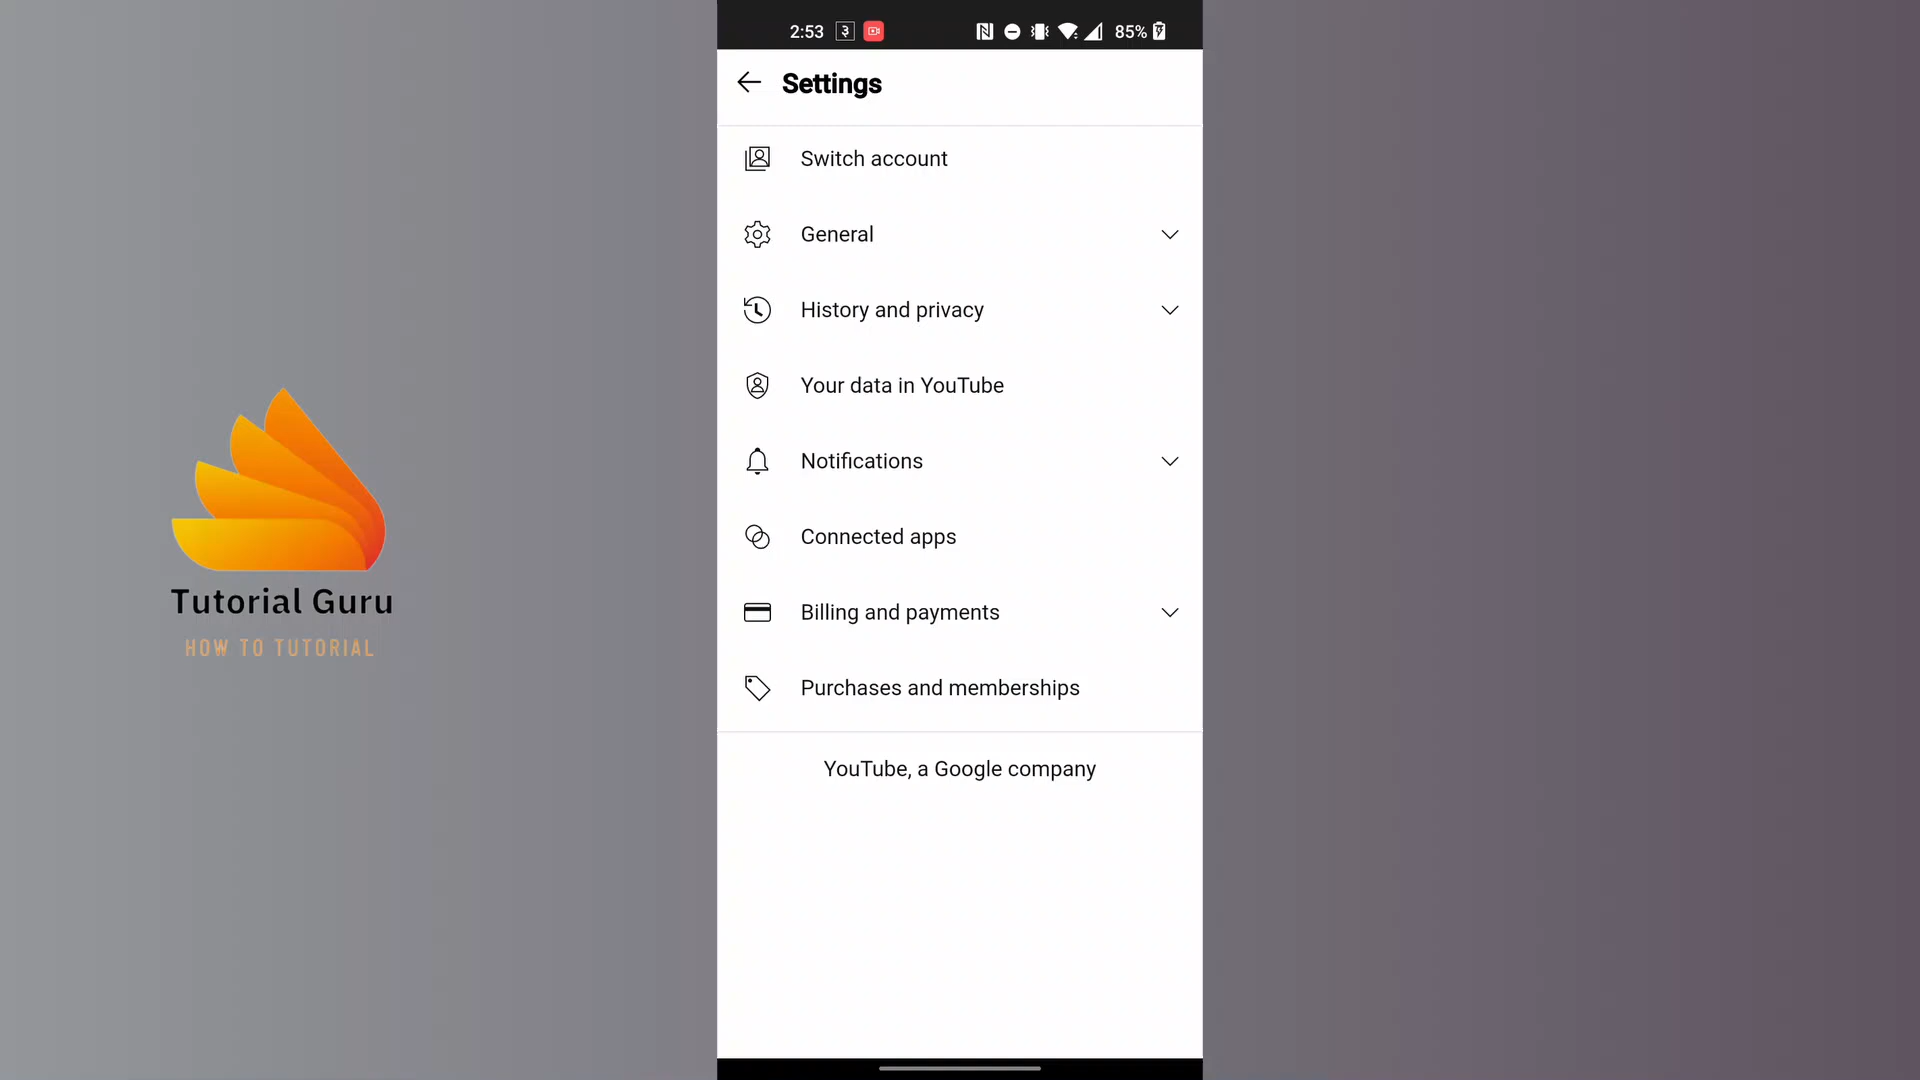 2:53 ३ 85%
Settings
Switch account
General
History and privacy
Your data in YouTube
Notifications
Connected apps
Billing and payments
Purchases and memberships
YouTube, a Google company
Tutorial Guru
HOW TO TUTORIAL